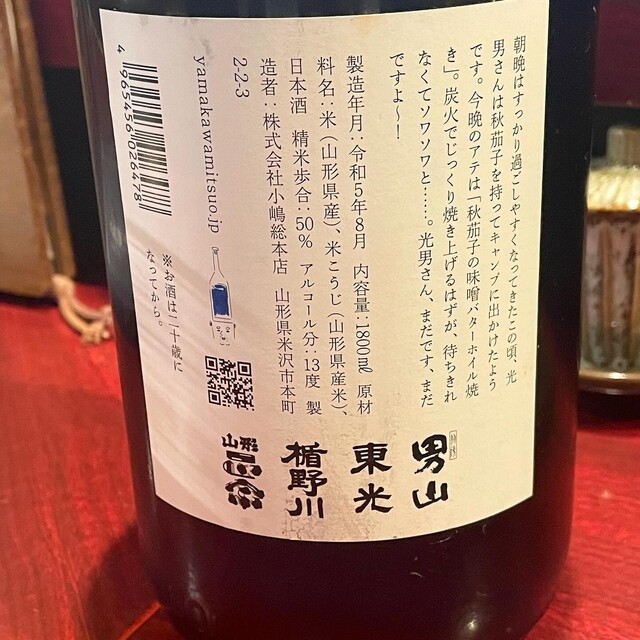 朝晩はすっかり過ごしやすくなってきたこの頃、光
男さんは秋茄子を持ってキャンプに出かけたよう
です。今晩のアテは「秋茄子の味噌バターホイル焼
き」。炭火でじっくり焼き上げるはずが、待ちきれ
なくてソワソワと……。光男さん、まだです、まだ
ですよ〜!
製造年月:令和5年8月 内容量:1800㎖ 原材
料名:米(山形県産)、米こうじ(山形県産米)、
日本酒 精米歩合:50% アルコール分:13度 製
造者:株式会社小嶋総本店 山形県米沢市本町
2-2-3
yamakawamitsuo.jp
※お酒は二十歳に
なってから。
4965456026478
男山
東光
楯野川
山形正宗